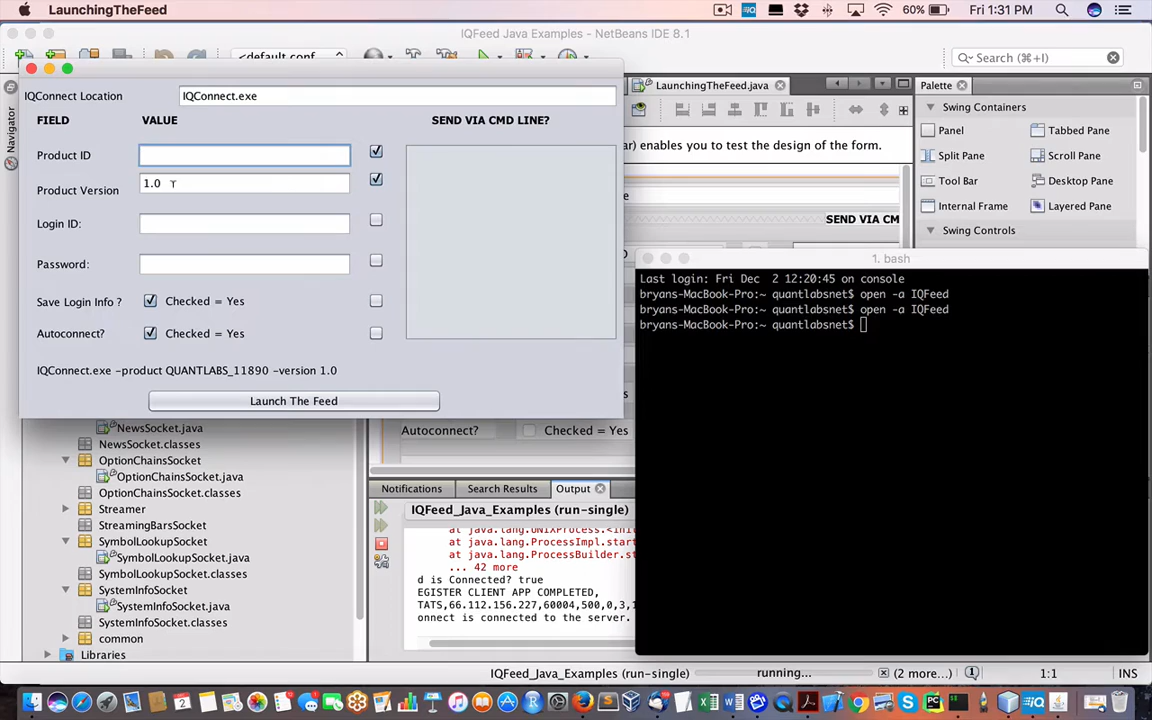 LaunchingTheFeed
60%
Fri 1:31 PM
IQFeed Java Examples - NetBeans IDE 8.1
<default conf...
Search (⌘+I)
Navigator
LaunchingTheFeed.java
Palette
IQConnect Location
IQConnect.exe
FIELD
VALUE
SEND VIA CMD LINE?
Product ID
Product Version
1.0
Login ID:
Password:
Save Login Info ?
Checked = Yes
Autoconnect?
Checked = Yes
IQConnect.exe -product QUANTLABS_11890 -version 1.0
Launch The Feed
ar) enables you to test the design of the form.
e
SEND VIA CM
Swing Containers
Panel
Tabbed Pane
Split Pane
Scroll Pane
Tool Bar
Desktop Pane
Internal Frame
Layered Pane
Swing Controls
1. bash
Last login: Fri Dec  2 12:20:45 on console
bryans-MacBook-Pro:~ quantlabsnet$ open -a IQFeed
bryans-MacBook-Pro:~ quantlabsnet$ open -a IQFeed
bryans-MacBook-Pro:~ quantlabsnet$
Autoconnect?
Checked = Yes
NewsSocket.java
NewsSocket.classes
OptionChainsSocket
OptionChainsSocket.java
OptionChainsSocket.classes
Streamer
StreamingBarsSocket
SymbolLookupSocket
SymbolLookupSocket.java
SymbolLookupSocket.classes
SystemInfoSocket
SystemInfoSocket.java
SystemInfoSocket.classes
common
Libraries
Notifications
Search Results
Output
IQFeed_Java_Examples (run-single)
at java.lang.UNIXProcess.<init
at java.lang.ProcessImpl.start
at java.lang.ProcessBuilder.st
... 42 more
d is Connected? true
EGISTER CLIENT APP COMPLETED,
TATS,66.112.156.227,60004,500,0,3,1
onnect is connected to the server.
IQFeed_Java_Examples (run-single)
running...
(2 more...)
1:1
INS